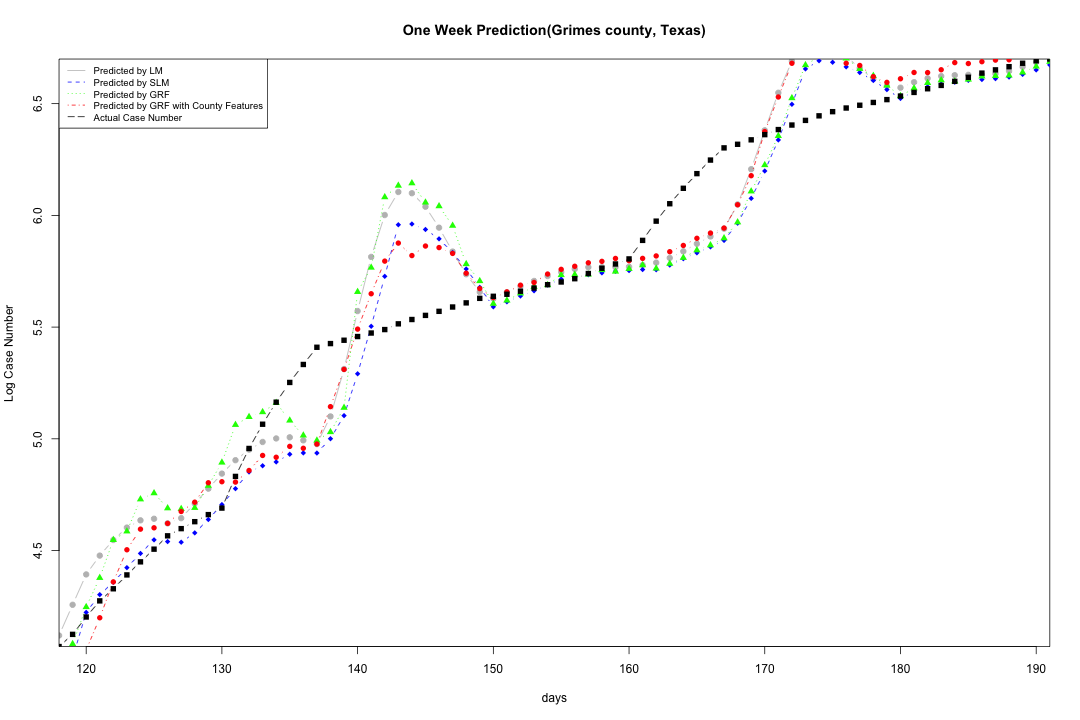 One Week Prediction(Grimes county, Texas)
Predicted by LM
Predicted by SLM
Predicted by GRF
Predicted by GRF with County Features
Actual Case Number
Log Case Number
6.5
6.0
5.5
5.0
4.5
120 130 140 150 160 170 180 190
days